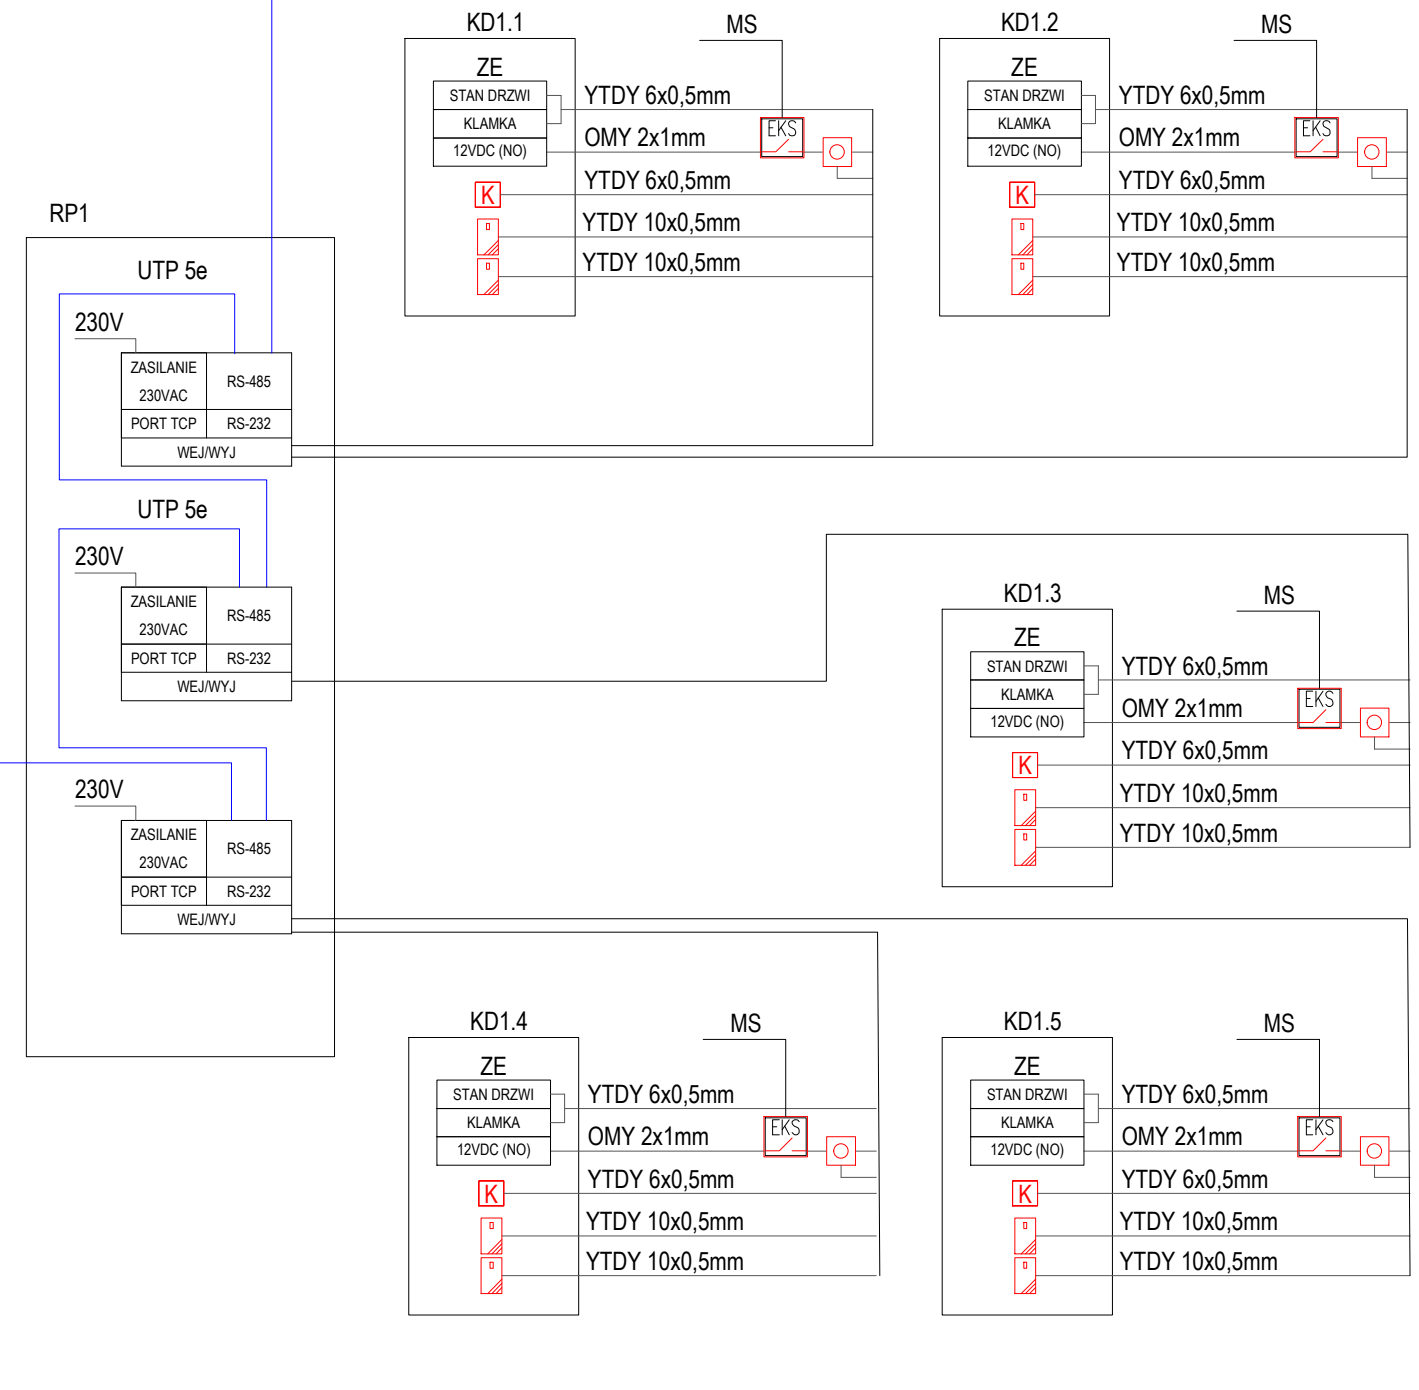 KD1.1
MS
ZE
STAN DRZWI
KLAMKA
12VDC (NO)
YTDY 6x0,5mm
OMY 2x1mm
EKS
YTDY 6x0,5mm
K
YTDY 10x0,5mm
YTDY 10x0,5mm
KD1.2
MS
ZE
STAN DRZWI
KLAMKA
12VDC (NO)
YTDY 6x0,5mm
OMY 2x1mm
EKS
YTDY 6x0,5mm
K
YTDY 10x0,5mm
YTDY 10x0,5mm
RP1
UTP 5e
230V
ZASILANIE
230VAC
RS-485
PORT TCP
RS-232
WEJ/WYJ
UTP 5e
230V
ZASILANIE
230VAC
RS-485
PORT TCP
RS-232
WEJ/WYJ
230V
ZASILANIE
230VAC
RS-485
PORT TCP
RS-232
WEJ/WYJ
KD1.3
MS
ZE
STAN DRZWI
KLAMKA
12VDC (NO)
YTDY 6x0,5mm
OMY 2x1mm
EKS
YTDY 6x0,5mm
K
YTDY 10x0,5mm
YTDY 10x0,5mm
KD1.4
MS
ZE
STAN DRZWI
KLAMKA
12VDC (NO)
YTDY 6x0,5mm
OMY 2x1mm
EKS
YTDY 6x0,5mm
K
YTDY 10x0,5mm
YTDY 10x0,5mm
KD1.5
MS
ZE
STAN DRZWI
KLAMKA
12VDC (NO)
YTDY 6x0,5mm
OMY 2x1mm
EKS
YTDY 6x0,5mm
K
YTDY 10x0,5mm
YTDY 10x0,5mm